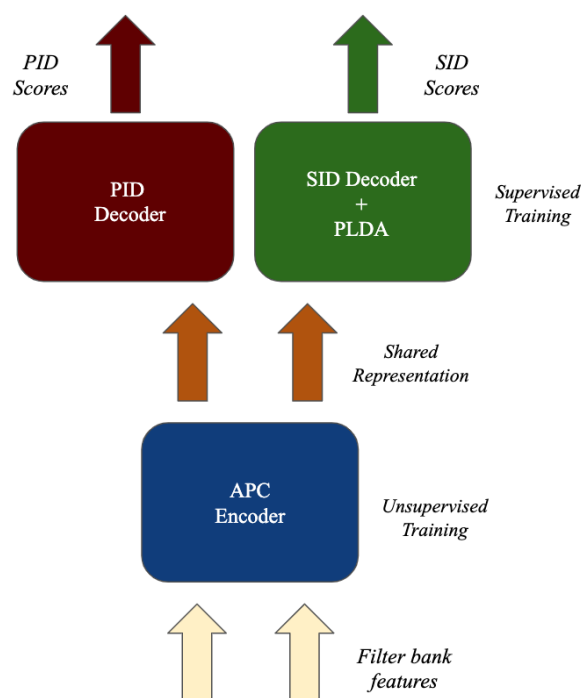 PID
Scores
SID
Scores
PID
Decoder
SID Decoder
+
PLDA
Supervised
Training
Shared
Representation
APC
Encoder
Unsupervised
Training
Filter bank
features